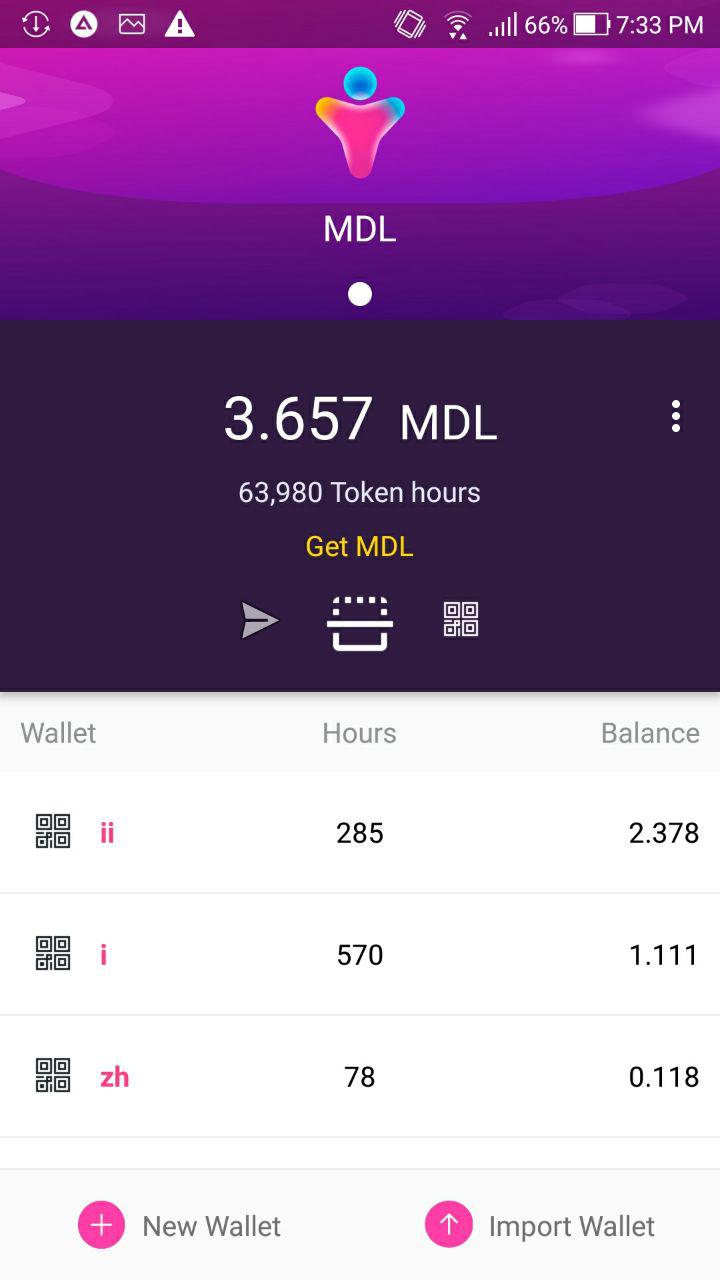 66% 7:33 PM
MDL
3.657 MDL
63,980 Token hours
Get MDL
Wallet Hours Balance
ii 285 2.378
i 570 1.111
zh 78 0.118
New Wallet Import Wallet